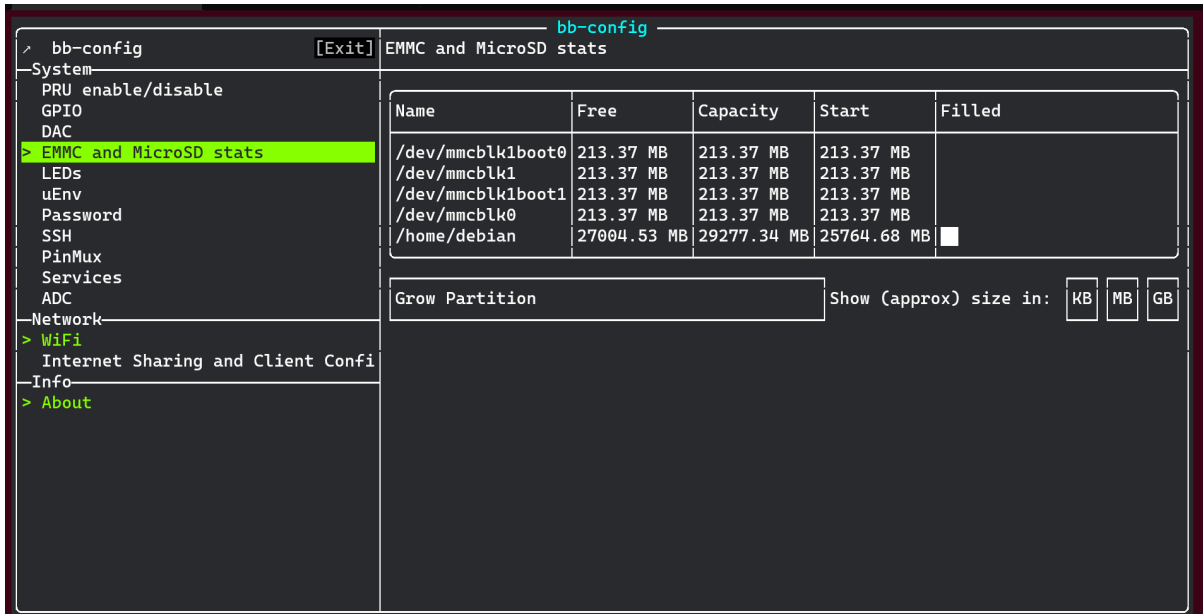 bb-config
↗ bb-config [Exit]
System
PRU enable/disable
GPIO
DAC
> EMMC and MicroSD stats
LEDs
uEnv
Password
SSH
PinMux
Services
ADC
Network
> WiFi
Internet Sharing and Client Confi
Info
> About
EMMC and MicroSD stats
Name Free Capacity Start Filled
/dev/mmcblk1boot0 213.37 MB 213.37 MB 213.37 MB
/dev/mmcblk1 213.37 MB 213.37 MB 213.37 MB
/dev/mmcblk1boot1 213.37 MB 213.37 MB 213.37 MB
/dev/mmcblk0 213.37 MB 213.37 MB 213.37 MB
/home/debian 27004.53 MB 29277.34 MB 25764.68 MB
Grow Partition Show (approx) size in: KB MB GB